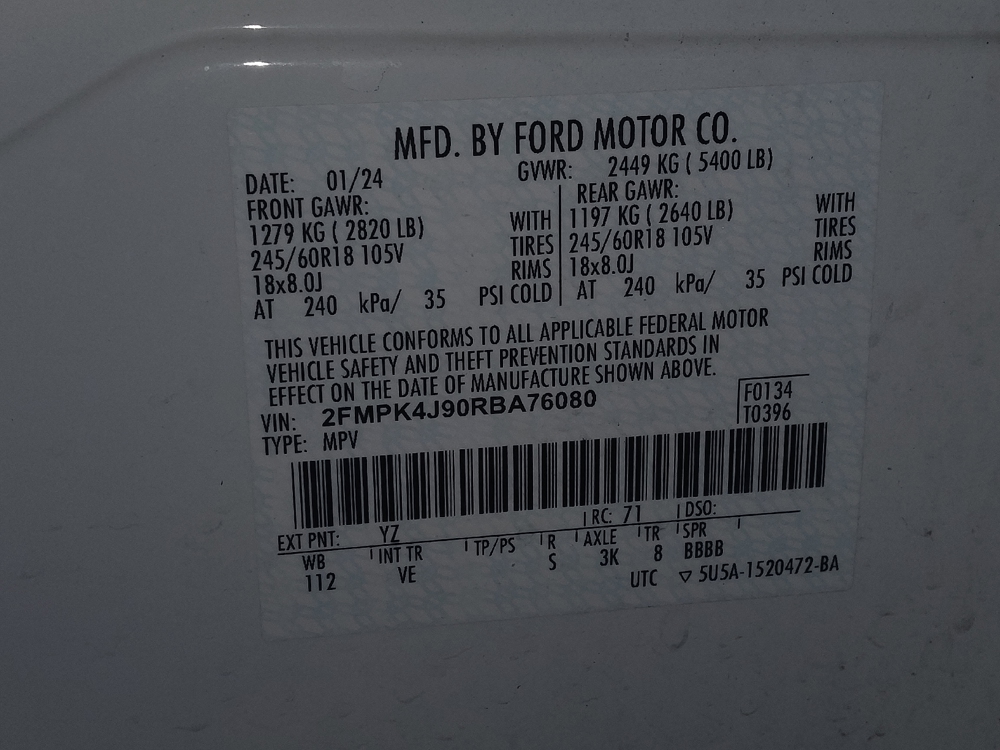 MFD. BY FORD MOTOR CO.
DATE: 01/24
GVWR: 2449 KG ( 5400 LB)
FRONT GAWR:
1279 KG ( 2820 LB) WITH
245/60R18 105V TIRES
18x8.0J RIMS
AT 240 kPa/ 35 PSI COLD
REAR GAWR:
1197 KG ( 2640 LB) WITH
245/60R18 105V TIRES
18x8.0J RIMS
AT 240 kPa/ 35 PSI COLD
THIS VEHICLE CONFORMS TO ALL APPLICABLE FEDERAL MOTOR
VEHICLE SAFETY AND THEFT PREVENTION STANDARDS IN
EFFECT ON THE DATE OF MANUFACTURE SHOWN ABOVE.
VIN: 2FMPK4J90RBA76080
TYPE: MPV
F0134
T0396
EXT PNT: YZ RC: 71 DSO:
WB INT TR TP/PS R AXLE TR SPR
112 VE S 3K 8 BBBB
UTC ▽ 5U5A-1520472-BA